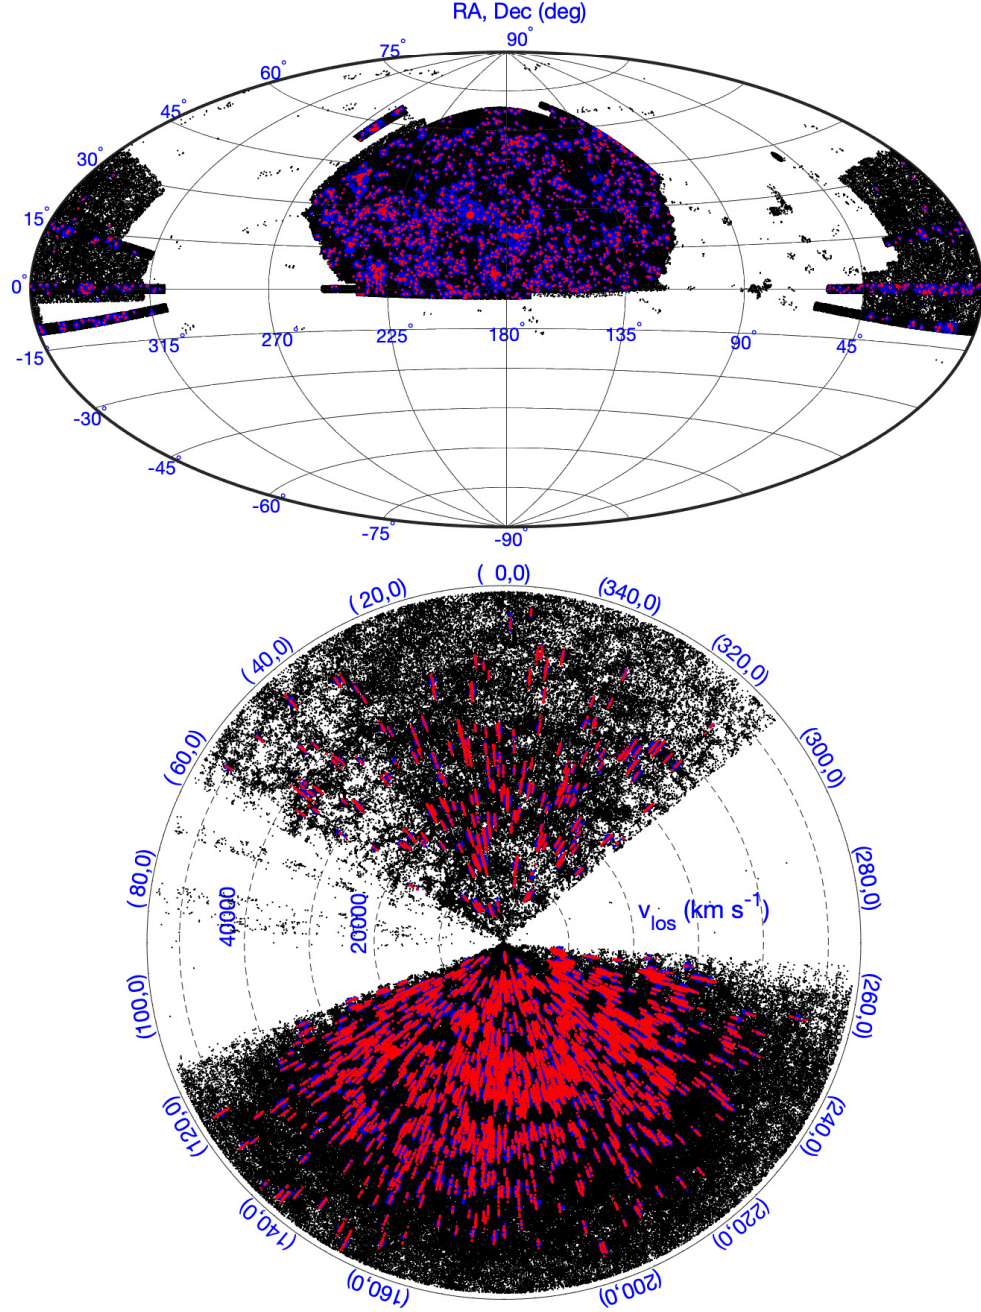 RA, Dec (deg)
90°
75°
60°
45°
30°
15°
0°
315° 270° 225° 180° 135° 90 45°
-15°
-30°
-45°
-60°
-75°
-90°
( 0,0)
( 20,0) (340,0)
( 40,0) (320,0)
( 60,0) (300,0)
( 80,0) (280,0)
40000 20000 v_los (km s⁻¹)
(100,0) (260,0)
(120,0) (240,0)
(140,0) (220,0)
(160,0) (200,0)